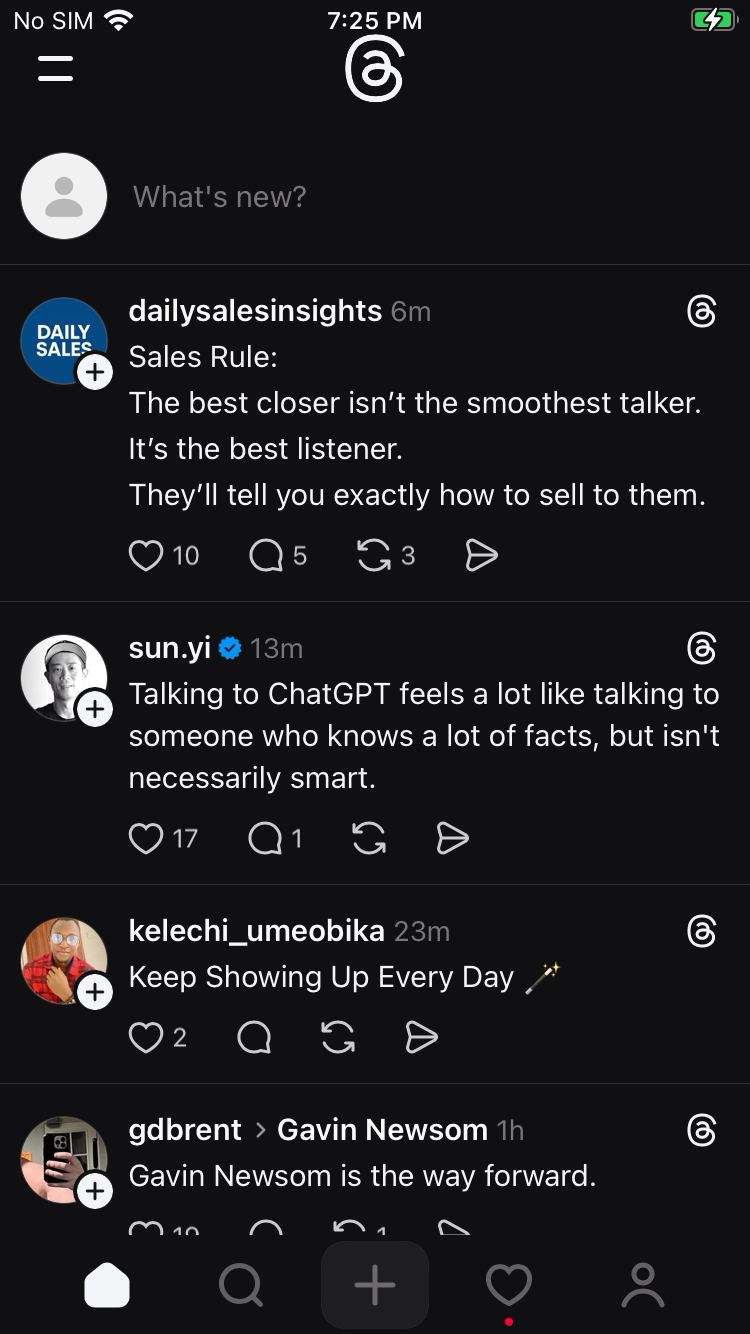 No SIM 7:25 PM
What's new?
DAILY
SALES
dailysalesinsights 6m
Sales Rule:
The best closer isn’t the smoothest talker.
It’s the best listener.
They’ll tell you exactly how to sell to them.
10 5 3
sun.yi 13m
Talking to ChatGPT feels a lot like talking to
someone who knows a lot of facts, but isn't
necessarily smart.
17 1
kelechi_umeobika 23m
Keep Showing Up Every Day 🪄
2
gdbrent > Gavin Newsom 1h
Gavin Newsom is the way forward.
19 1